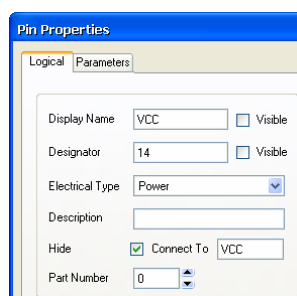 Pin Properties
Logical Parameters
Display Name VCC Visible
Designator 14 Visible
Electrical Type Power
Description
Hide Connect To VCC
Part Number 0